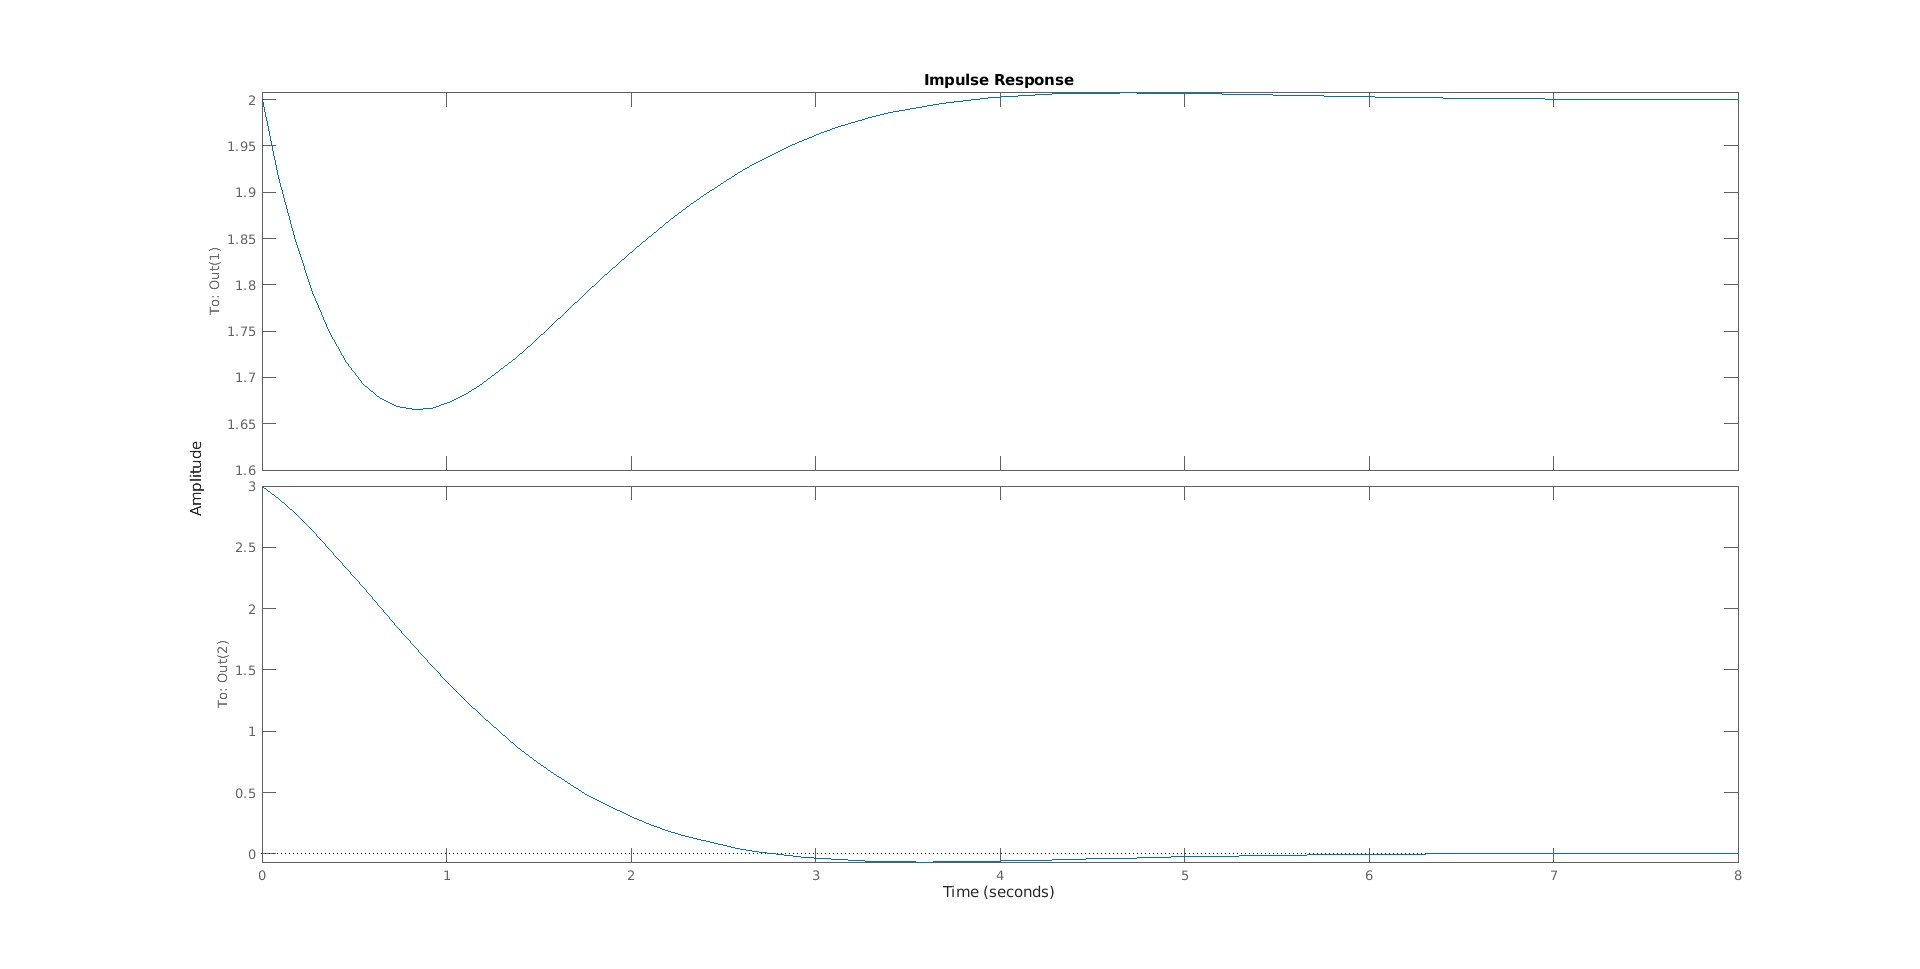 Impulse Response
2
1.95
1.9
1.85
1.8
1.75
1.7
1.65
1.6
To: Out(1)
Amplitude
3
2.5
2
1.5
1
0.5
0
To: Out(2)
0 1 2 3 4 5 6 7 8
Time (seconds)